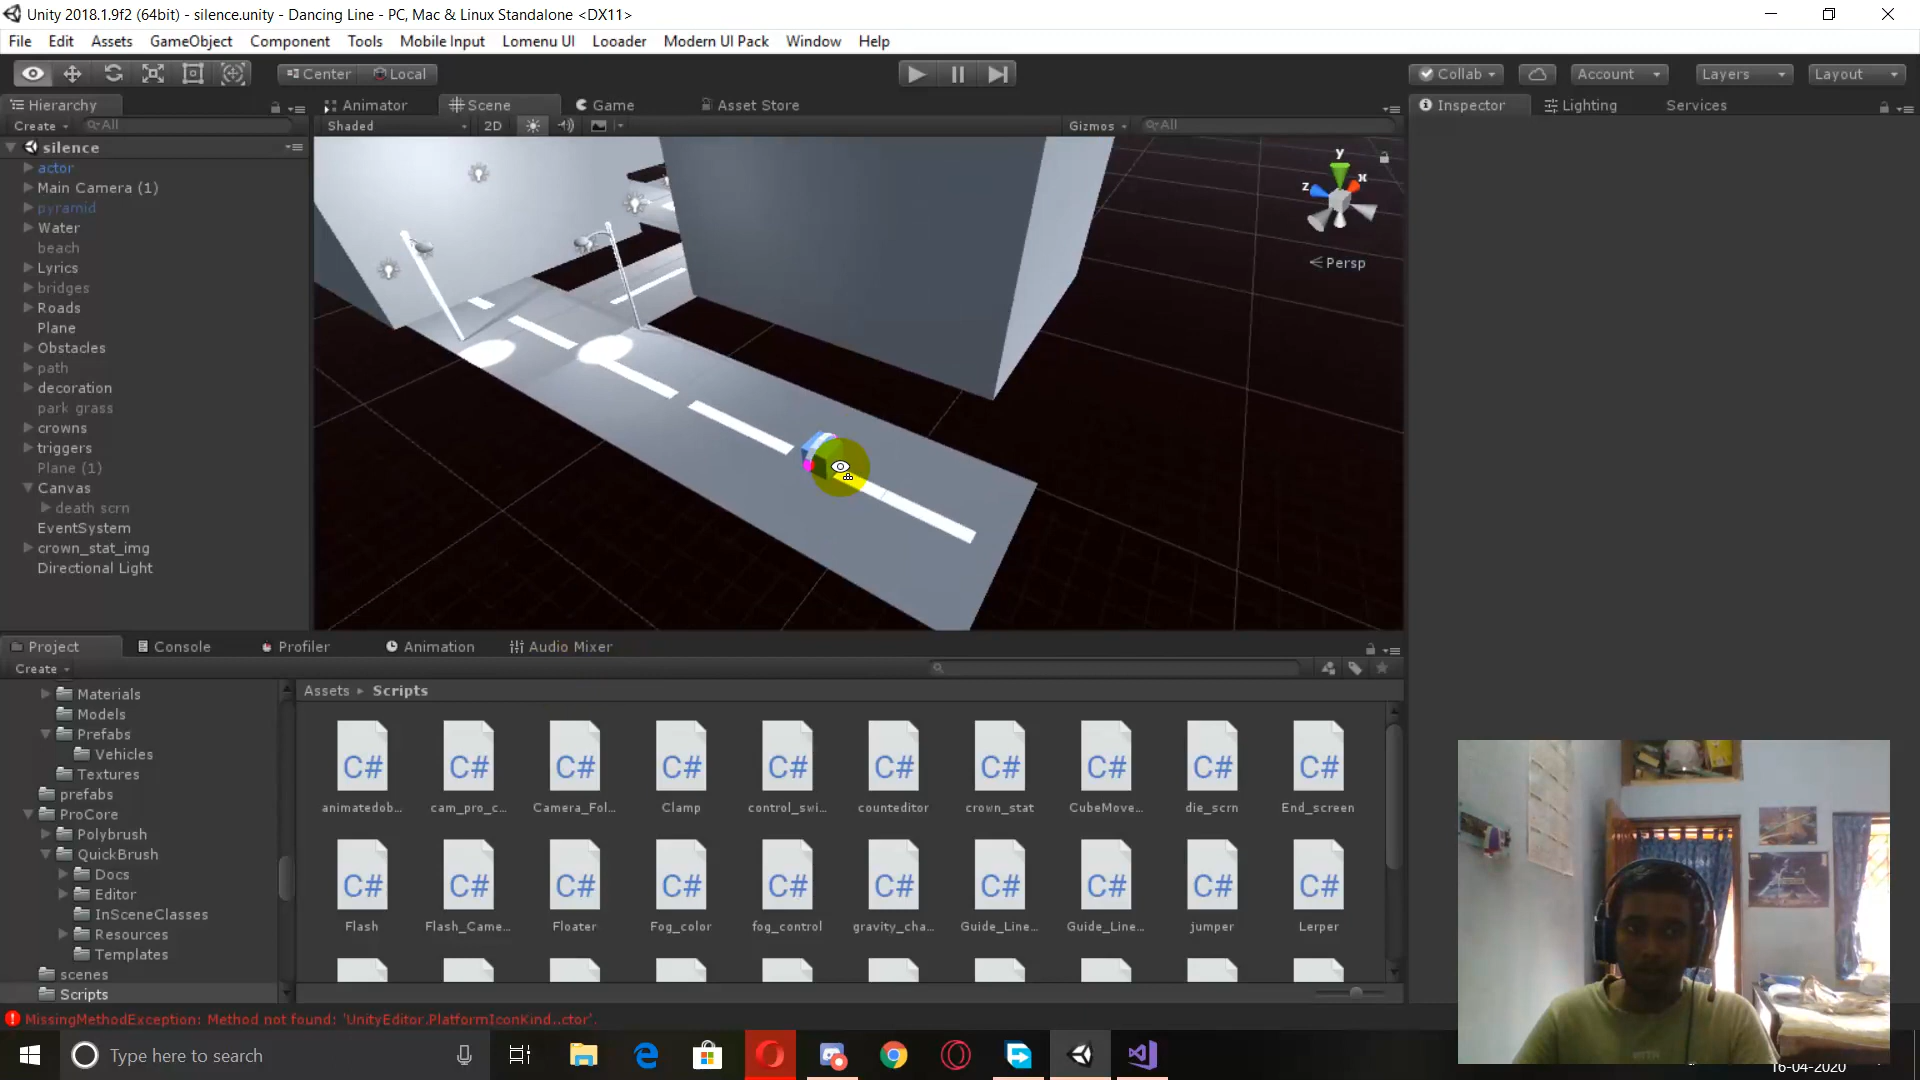 Unity 2018.1.9f2 (64bit) - silence.unity - Dancing Line - PC, Mac & Linux Standalone <DX11>
File Edit Assets GameObject Component Tools Mobile Input Lomenu UI Looader Modern UI Pack Window Help
Center Local Collab Account Layers Layout
Hierarchy Animator Scene Game Asset Store Inspector Lighting Services
Create All Shaded 2D Gizmos All
silence
actor
Main Camera (1)
pyramid
Water
beach
Lyrics
bridges
Roads
Plane
Obstacles
path
decoration
park grass
crowns
triggers
Plane (1)
Canvas
death scrn
EventSystem
crown_stat_img
Directional Light
y
z x
Persp
Project Console Profiler Animation Audio Mixer
Create
Materials
Models
Prefabs
Vehicles
Textures
prefabs
ProCore
Polybrush
QuickBrush
Docs
Editor
InSceneClasses
Resources
Templates
scenes
Scripts
Assets Scripts
C# C# C# C# C# C# C# C# C# C#
animatedob... cam_pro_c... Camera_Fol... Clamp control_swi... counteditor crown_stat CubeMove... die_scrn End_screen
C# C# C# C# C# C# C# C# C# C#
Flash Flash_Came... Floater Fog_color fog_control gravity_cha... Guide_Line... Guide_Line... jumper Lerper
MissingMethodException: Method not found: 'UnityEditor.PlatformIconKind..ctor'.
Type here to search
16-04-2020